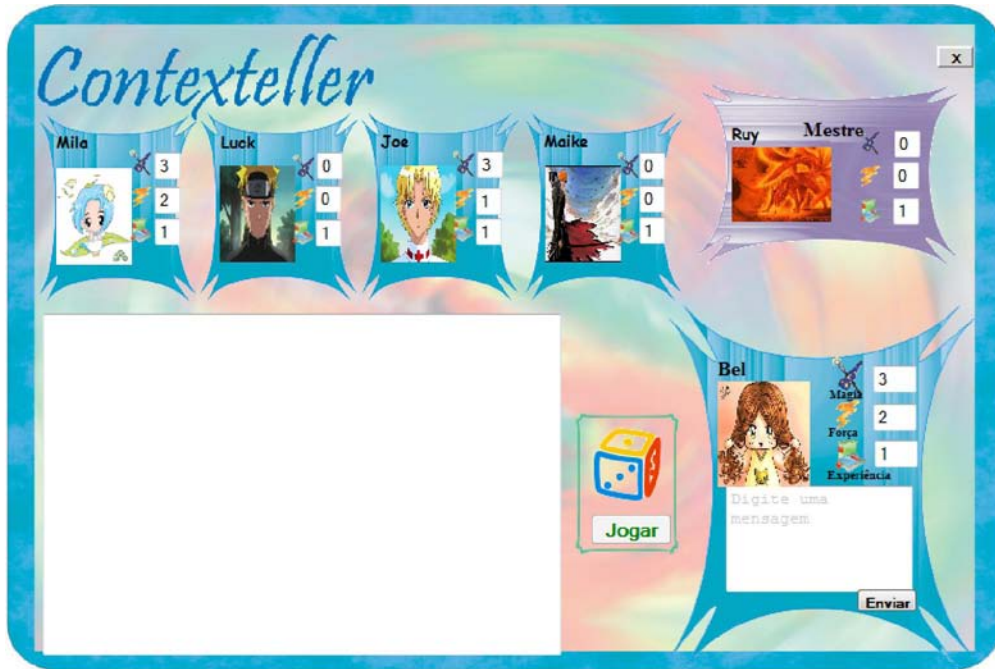 Contexteller
x
Mila
3
2
1
Luck
0
0
1
Joe
3
1
1
Maike
0
0
1
Ruy Mestre
0
0
1
Bel
3
Magia
2
Força
1
Experiência
Digite uma
mensagem
Enviar
Jogar